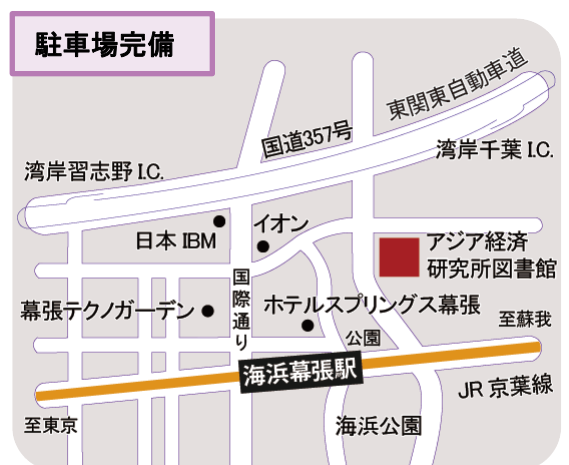 駐車場完備
東関東自動車道
国道357号
湾岸千葉 I.C.
湾岸習志野 I.C.
イオン
日本 IBM
アジア経済
研究所図書館
国際通り
ホテルスプリングス幕張
幕張テクノガーデン
至蘇我
公園
海浜幕張駅
JR 京葉線
至東京
海浜公園